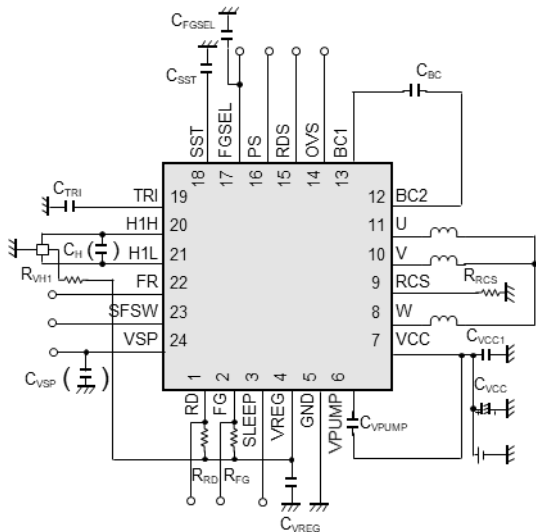 CFGSEL
CSST
CBC
SST
FGSEL
PS
RDS
OVS
BC1
18
17
16
15
14
13
CTRI
TRI
19
12
BC2
H1H
20
11
U
CH
H1L
21
10
V
RVH1
FR
22
9
RCS
RRCS
SFSW
23
8
W
VSP
24
7
VCC
CVCC1
CVSP
CVCC
1
2
3
4
5
6
RD
FG
SLEEP
VREG
GND
VPUMP
CVPUMP
RRD
RFG
CVREG